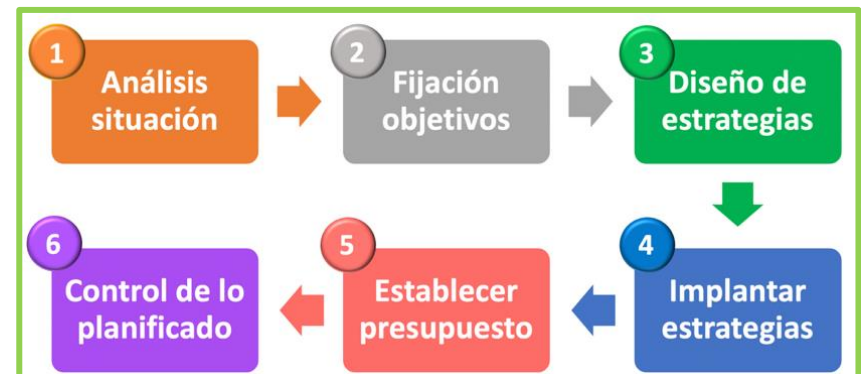 1
Análisis
situación
2
Fijación
objetivos
3
Diseño de
estrategias
4
Implantar
estrategias
5
Establecer
presupuesto
6
Control de lo
planificado